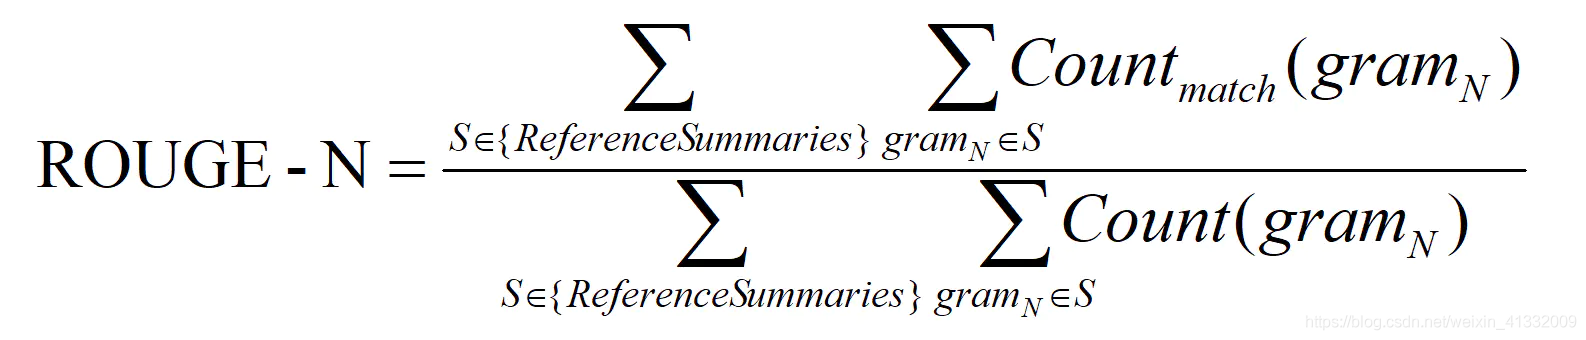 ∑ ∑ Count_match(gram_N)
S∈{ReferenceSummaries} gram_N∈S
ROUGE - N =
∑ ∑ Count(gram_N)
S∈{ReferenceSummaries} gram_N∈S
https://blog.csdn.net/weixin_41332009